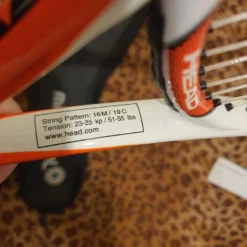 HEAD
String Pattern: 16M / 19C
Tension: 23-25 kp / 51-55 lbs
www.head.com